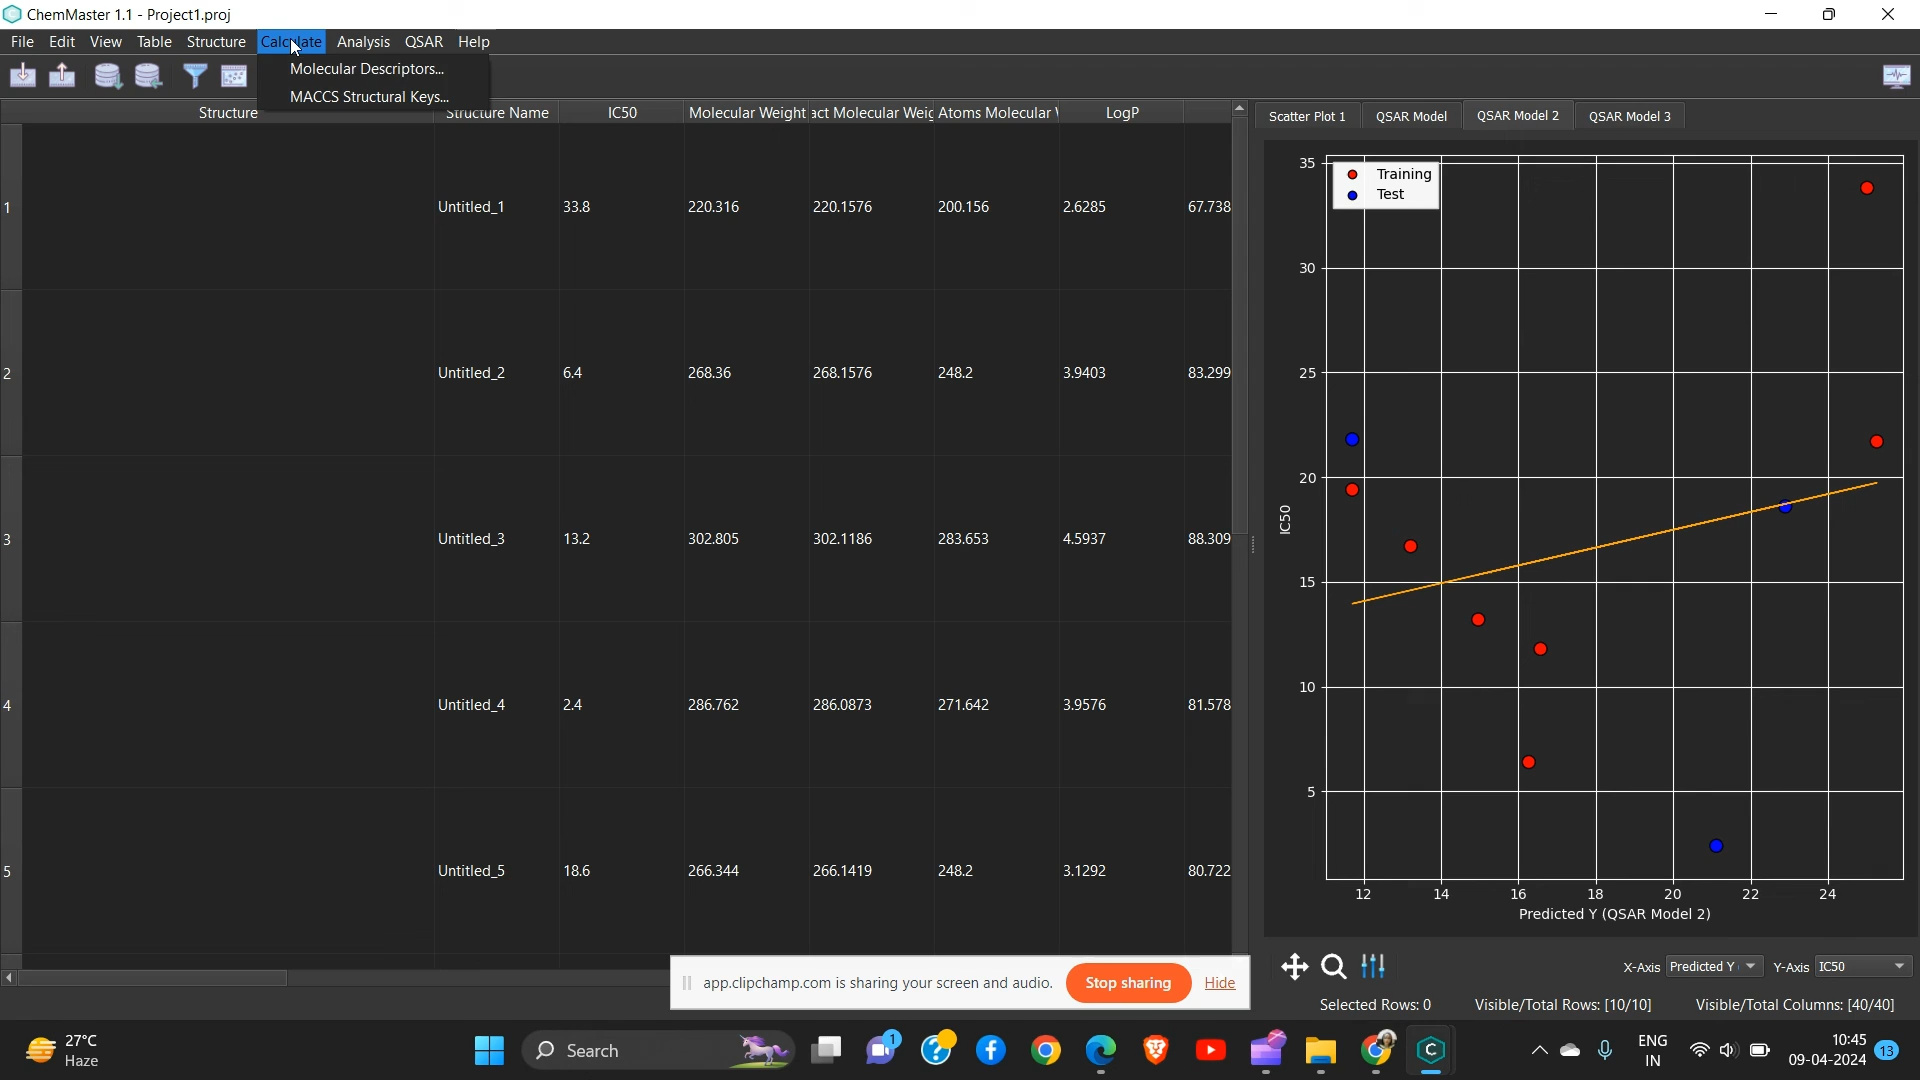 ChemMaster 1.1 - Project1.proj
File Edit View Table Structure Calculate Analysis QSAR Help
Molecular Descriptors...
MACCS Structural Keys...
Structure Structure Name IC50 Molecular Weight act Molecular Weig Atoms Molecular LogP
1 Untitled_1 33.8 220.316 220.1576 200.156 2.6285 67.738
2 Untitled_2 6.4 268.36 268.1576 248.2 3.9403 83.299
3 Untitled_3 13.2 302.805 302.1186 283.653 4.5937 88.309
4 Untitled_4 2.4 286.762 286.0873 271.642 3.9576 81.578
5 Untitled_5 18.6 266.344 266.1419 248.2 3.1292 80.722
Scatter Plot 1 QSAR Model QSAR Model 2 QSAR Model 3
Training
Test
35
30
25
20
15
10
5
IC50
12 14 16 18 20 22 24
Predicted Y (QSAR Model 2)
X-Axis Predicted Y Y-Axis IC50
app.clipchamp.com is sharing your screen and audio. Stop sharing Hide
Selected Rows: 0 Visible/Total Rows: [10/10] Visible/Total Columns: [40/40]
27°C
Haze
Search
1
ENG
IN
10:45
09-04-2024
13